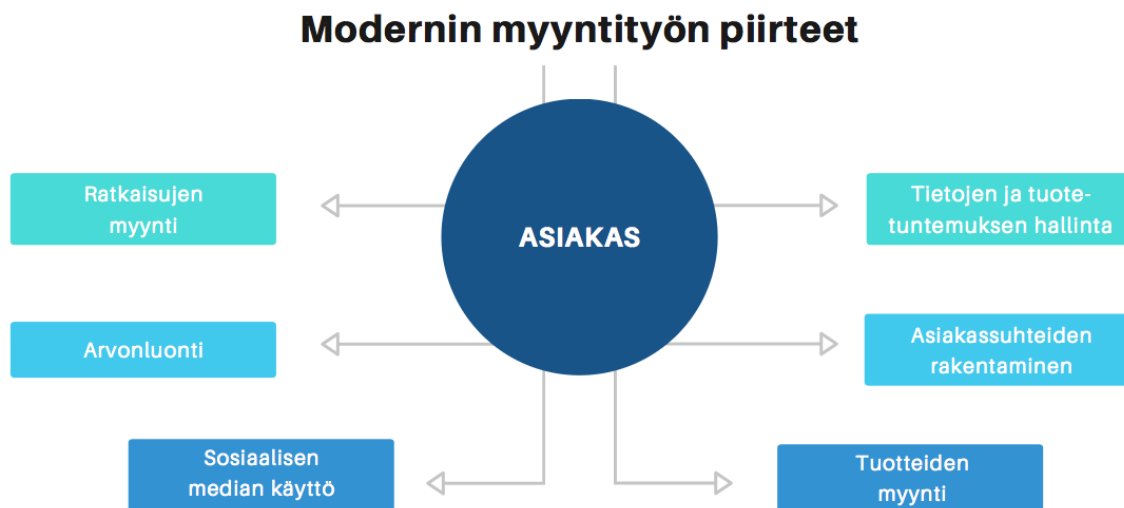 Modernin myyntityön piirteet
Ratkaisujen
myynti
ASIAKAS
Tietojen ja tuote-
tuntemuksen hallinta
Arvonluonti
Asiakassuhteiden
rakentaminen
Sosiaalisen
median käyttö
Tuotteiden
myynti